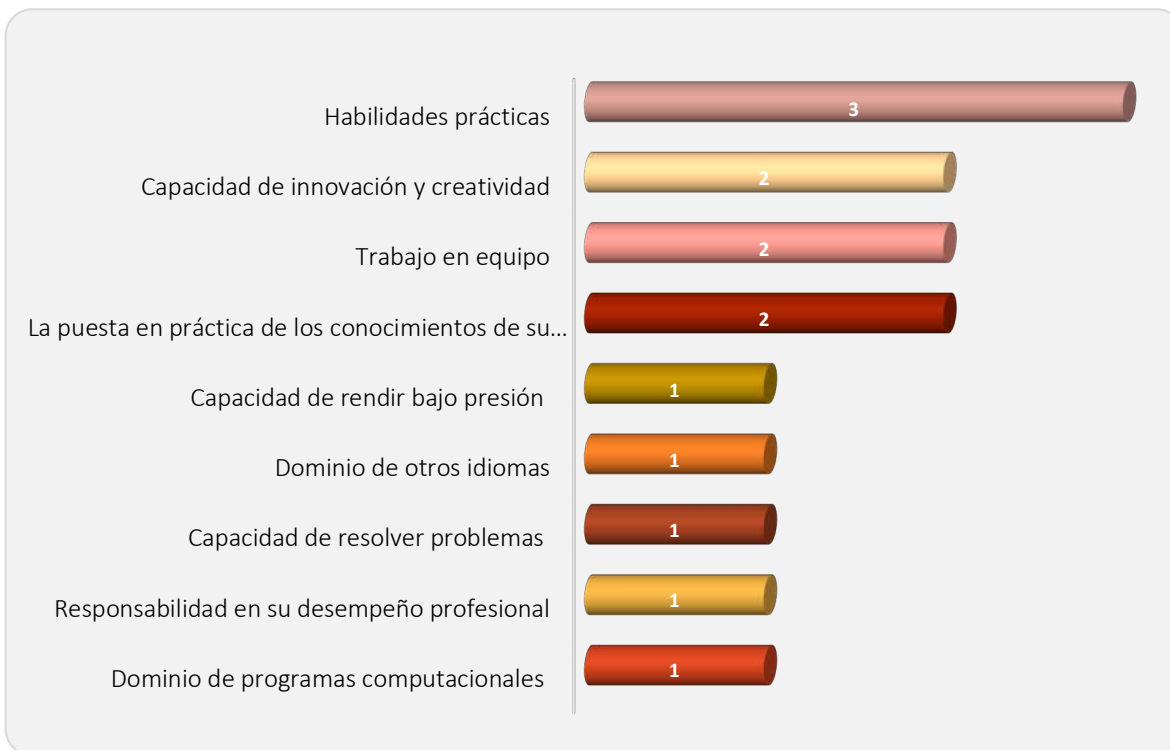 Habilidades prácticas
3
Capacidad de innovación y creatividad
2
Trabajo en equipo
2
La puesta en práctica de los conocimientos de su...
2
Capacidad de rendir bajo presión
1
Dominio de otros idiomas
1
Capacidad de resolver problemas
1
Responsabilidad en su desempeño profesional
1
Dominio de programas computacionales
1